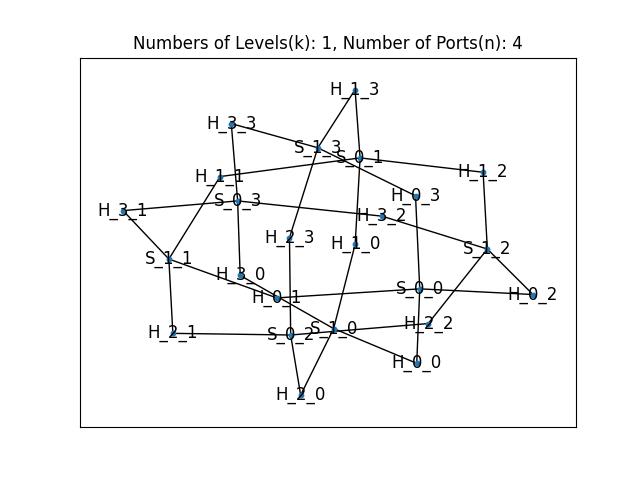 Numbers of Levels(k): 1, Number of Ports(n): 4
H_1_3
H_3_3
S_1_3
S_0_1
H_1_1
H_1_2
H_0_3
S_0_3
H_3_1
H_3_2
H_2_3
H_1_0
S_1_2
S_1_1
H_3_0
S_0_0
H_0_1
H_0_2
H_2_2
S_1_0
H_2_1
S_0_2
H_0_0
H_2_0